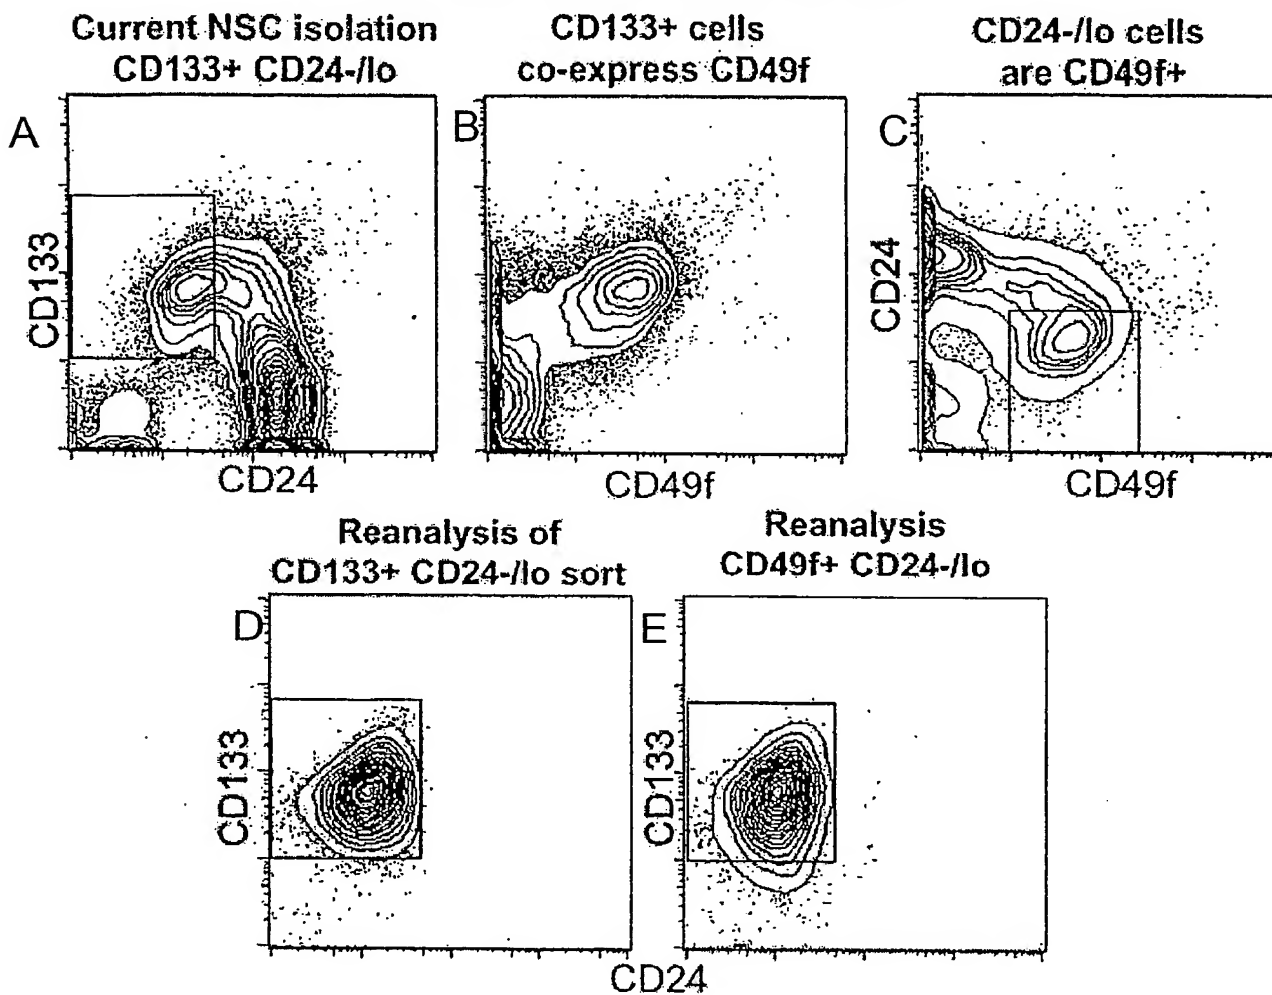 Current NSC isolation
CD133+ CD24-/lo
CD133+ cells
co-express CD49f
CD24-/lo cells
are CD49f+
A
B
C
CD133
CD24
CD49f
CD24
CD49f
Reanalysis of
CD133+ CD24-/lo sort
Reanalysis
CD49f+ CD24-/lo
D
E
CD133
CD133
CD24